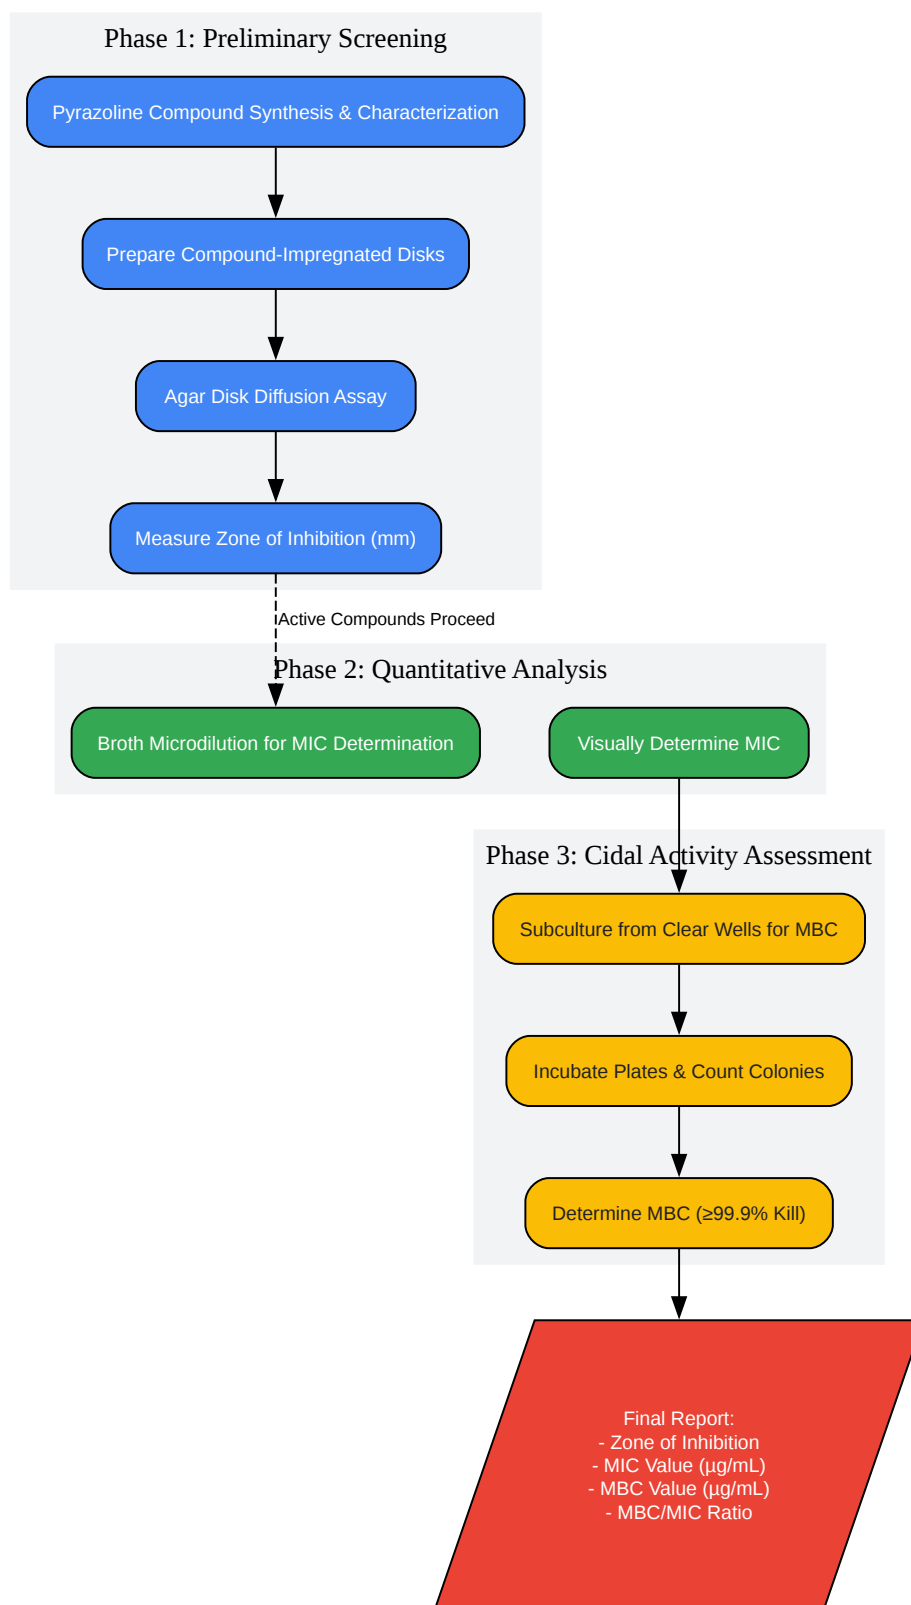 Phase 1: Preliminary Screening
Pyrazoline Compound Synthesis & Characterization
Prepare Compound-Impregnated Disks
Agar Disk Diffusion Assay
Measure Zone of Inhibition (mm)
Active Compounds Proceed
Phase 2: Quantitative Analysis
Broth Microdilution for MIC Determination
Visually Determine MIC
Phase 3: Cidal Activity Assessment
Subculture from Clear Wells for MBC
Incubate Plates & Count Colonies
Determine MBC (≥99.9% Kill)
Final Report:
- Zone of Inhibition
- MIC Value (µg/mL)
- MBC Value (µg/mL)
- MBC/MIC Ratio